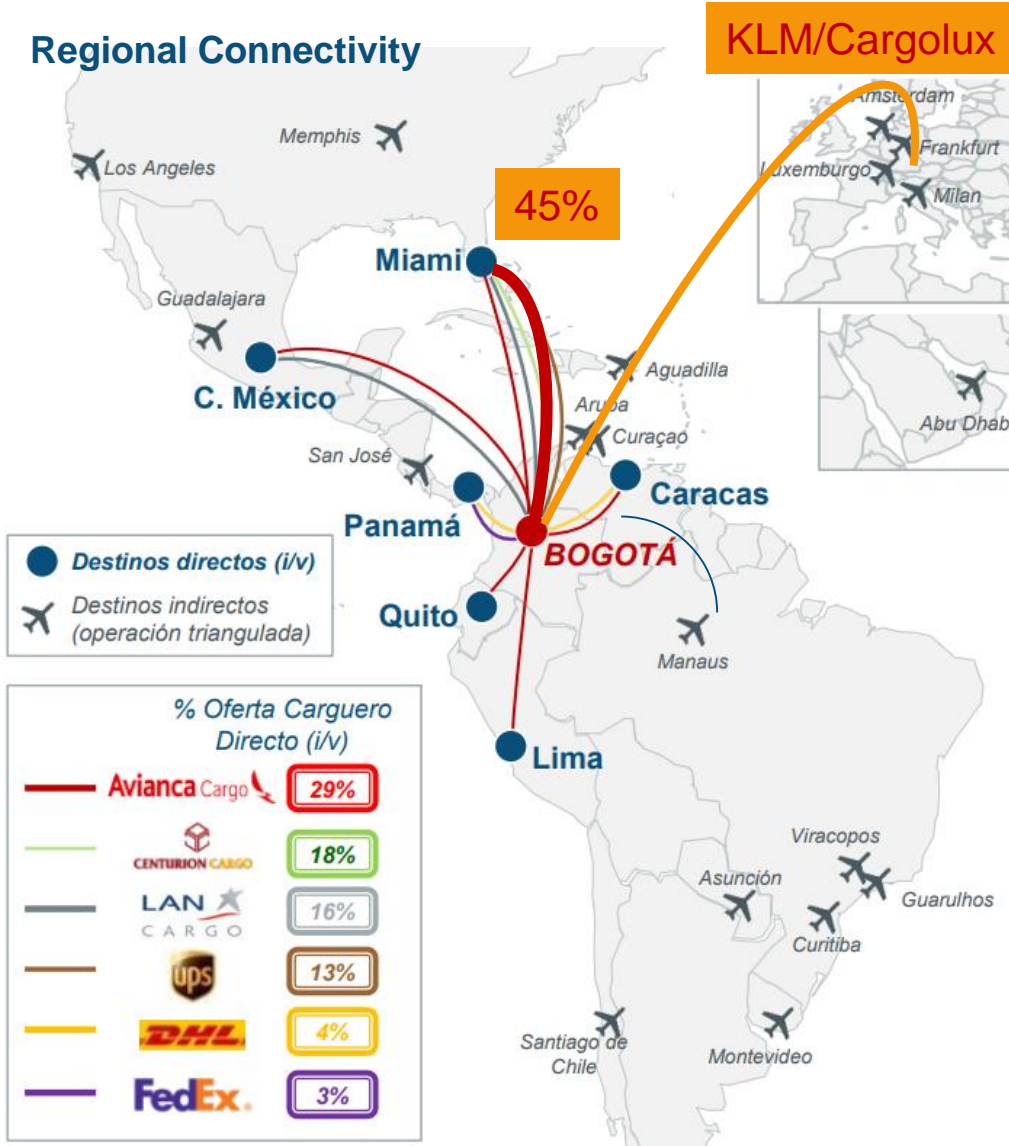 Regional Connectivity
KLM/Cargolux
Amsterdam
Memphis
Frankfurt
Los Angeles
Luxemburgo
Milan
45%
Miami
Guadalajara
Aguadilla
C. México
Aruba
Curaçao
Abu Dhab
San José
Caracas
Panamá
BOGOTÁ
Destinos directos (i/v)
Destinos indirectos
(operación triangulada)
Quito
Manaus
% Oferta Carguero
Directo (i/v)
Lima
Avianca Cargo 29%
CENTURION CARGO 18%
LAN
CARGO 16%
ups 13%
DHL 4%
FedEx. 3%
Viracopos
Asunción
Guarulhos
Curitiba
Santiago de
Chile
Montevideo